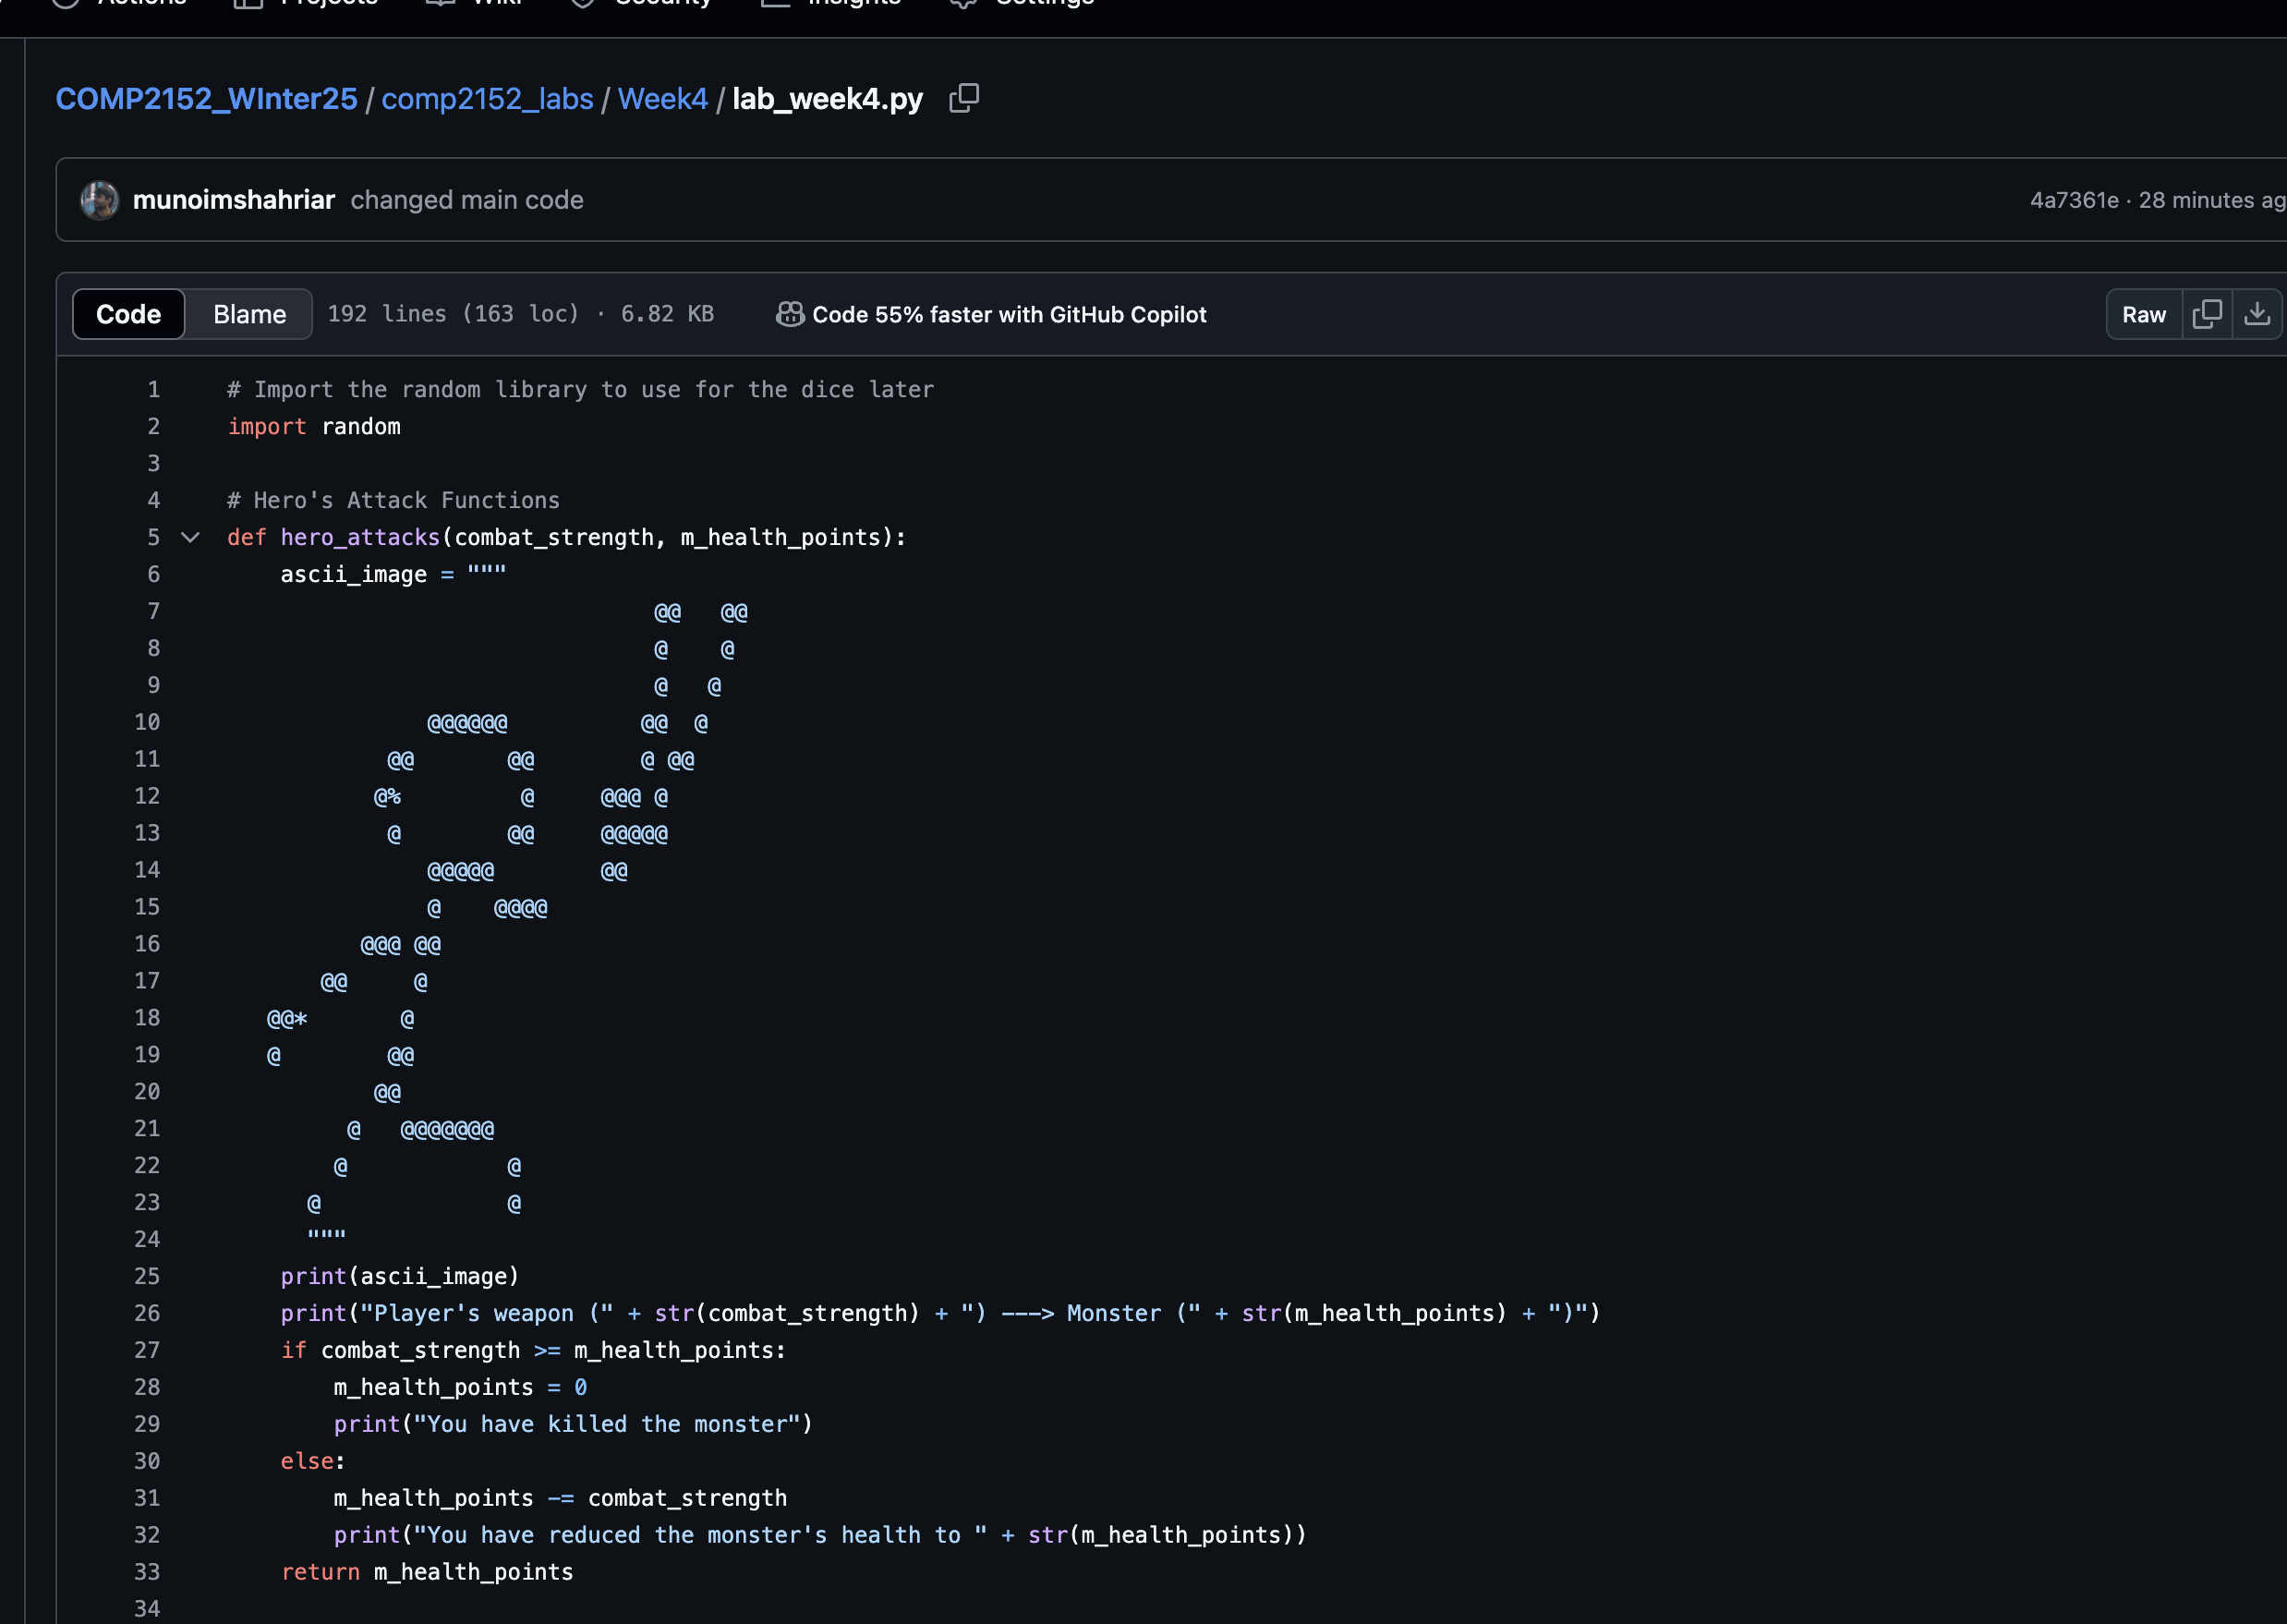 Actions Projects Wiki Security Insights Settings
COMP2152_WInter25 / comp2152_labs / Week4 / lab_week4.py
munoimshahriar changed main code 4a7361e · 28 minutes ag
Code Blame 192 lines (163 loc) · 6.82 KB Code 55% faster with GitHub Copilot Raw
1 # Import the random library to use for the dice later
2 import random
3
4 # Hero's Attack Functions
5 def hero_attacks(combat_strength, m_health_points):
6     ascii_image = """
7                                 @@   @@
8                                 @    @
9                                 @   @
10                @@@@@@          @@  @
11             @@       @@        @ @@
12            @%         @     @@@ @
13             @        @@     @@@@@
14                @@@@@        @@
15                @    @@@@
16           @@@ @@
17        @@     @
18    @@*       @
19    @        @@
20            @@
21          @   @@@@@@@
22         @            @
23       @              @
24       """
25     print(ascii_image)
26     print("Player's weapon (" + str(combat_strength) + ") ---> Monster (" + str(m_health_points) + ")")
27     if combat_strength >= m_health_points:
28         m_health_points = 0
29         print("You have killed the monster")
30     else:
31         m_health_points -= combat_strength
32         print("You have reduced the monster's health to " + str(m_health_points))
33     return m_health_points
34